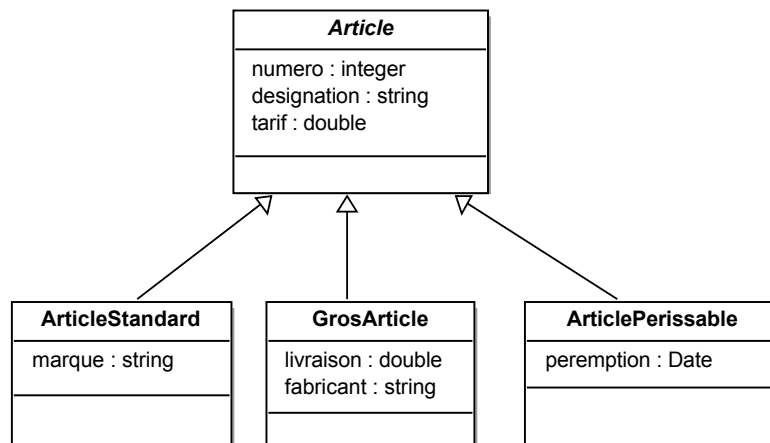 Article
numero : integer
designation : string
tarif : double
ArticleStandard
marque : string
GrosArticle
livraison : double
fabricant : string
ArticlePerissable
peremption : Date